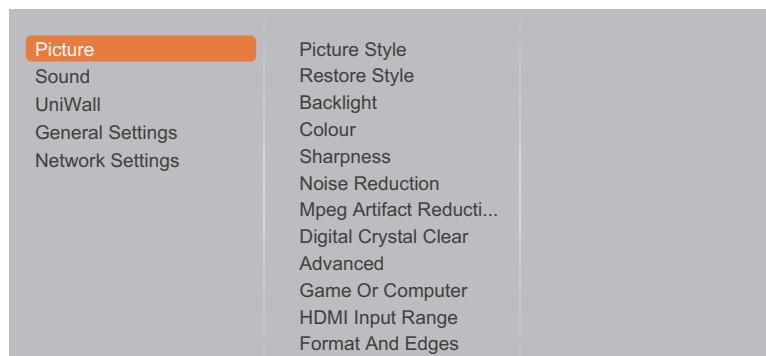 Picture
Sound
UniWall
General Settings
Network Settings
Picture Style
Restore Style
Backlight
Colour
Sharpness
Noise Reduction
Mpeg Artifact Reducti...
Digital Crystal Clear
Advanced
Game Or Computer
HDMI Input Range
Format And Edges